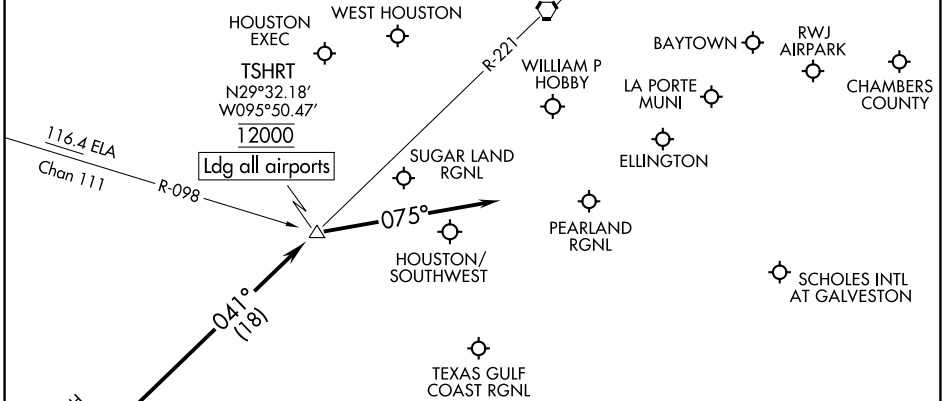 HOUSTON
EXEC
WEST HOUSTON
TSHRT
N29°32.18'
W095°50.47'
12000
Ldg all airports
R-221
WILLIAM P
HOBBY
BAYTOWN
RWJ
AIRPARK
LA PORTE
MUNI
CHAMBERS
COUNTY
ELLINGTON
116.4 ELA
Chan 111
R-098
SUGAR LAND
RGNL
075°
HOUSTON/
SOUTHWEST
PEARLAND
RGNL
SCHOLES INTL
AT GALVESTON
041°
(18)
TEXAS GULF
COAST RGNL